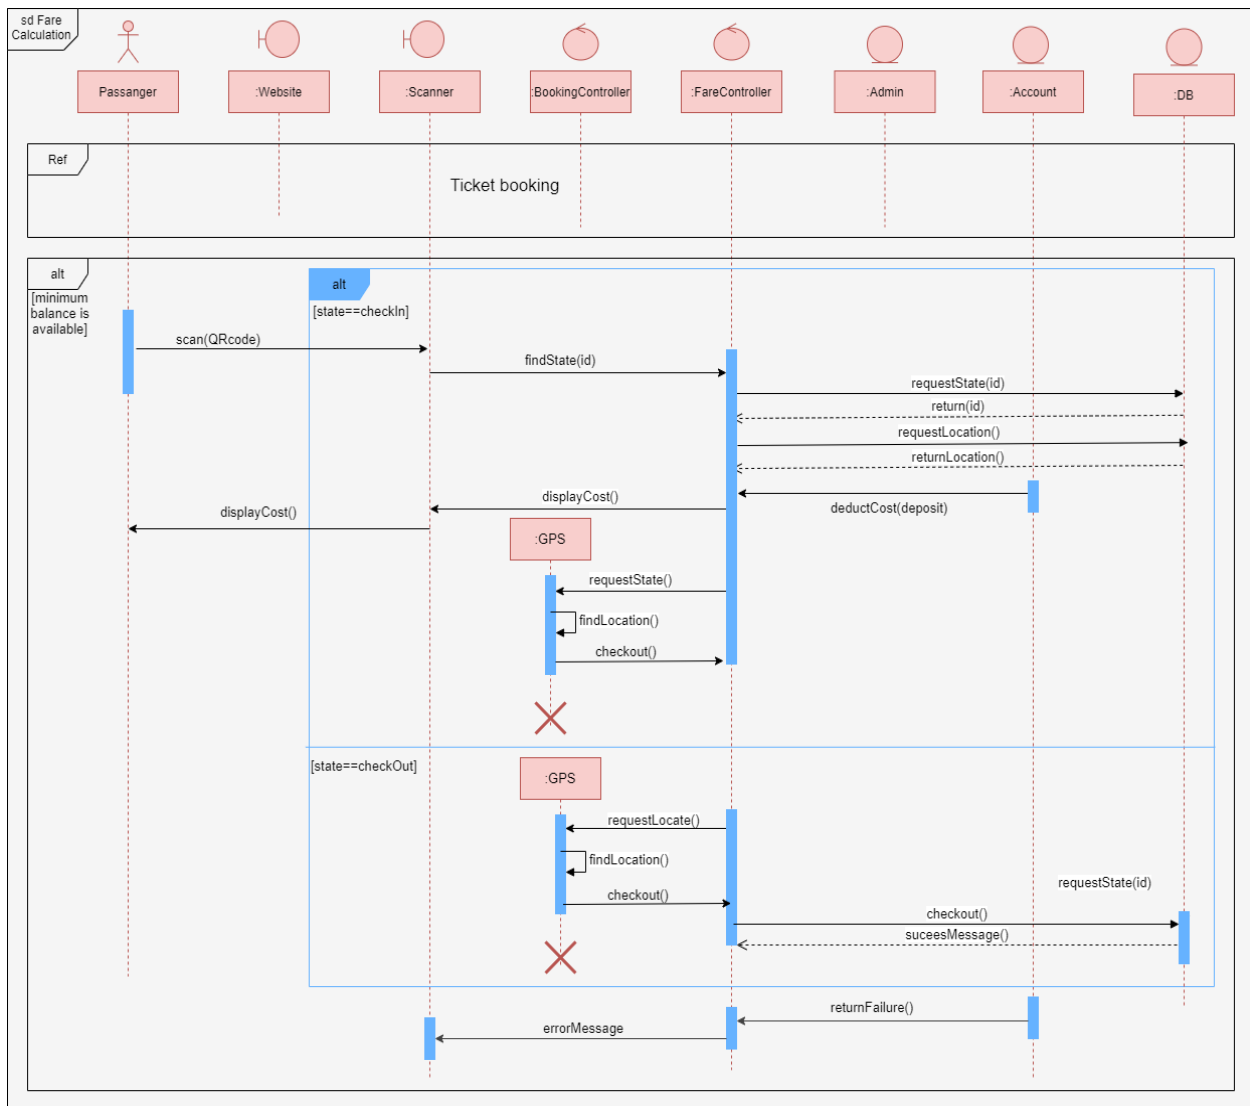 sd Fare
Calculation
Passanger
:Website
:Scanner
:BookingController
:FareController
:Admin
:Account
:DB
Ref
Ticket booking
alt
[minimum
balance is
available]
alt
[state==checkIn]
scan(QRcode)
findState(id)
requestState(id)
return(id)
requestLocation()
returnLocation()
deductCost(deposit)
displayCost()
displayCost()
:GPS
requestState()
findLocation()
checkout()
[state==checkOut]
:GPS
requestLocate()
findLocation()
requestState(id)
checkout()
checkout()
suceesMessage()
returnFailure()
errorMessage